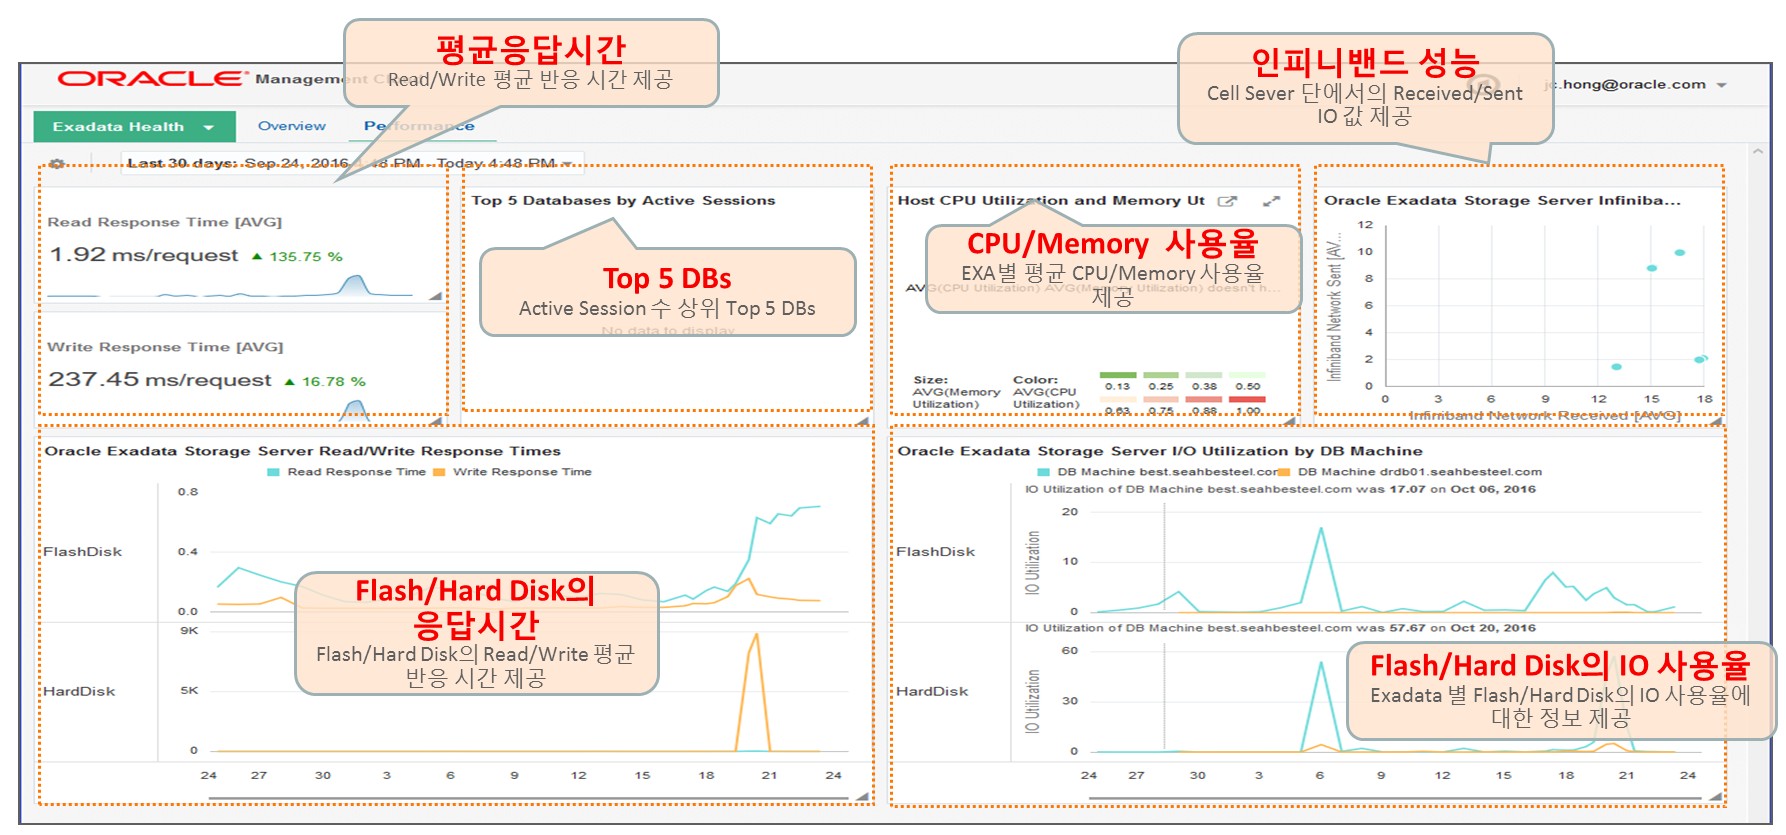 평균응답시간
Read/Write 평균 반응 시간 제공
인피니밴드 성능
Cell Sever 단에서의 Received/Sent
IO 값 제공
ORACLE Management
jc.hong@oracle.com
Exadata Health
Overview
Performance
Last 30 days: Sep 24, 2016 4:48 PM - Today 4:48 PM
Read Response Time [AVG]
1.92 ms/request 135.75 %
Write Response Time [AVG]
237.45 ms/request 16.78 %
Top 5 Databases by Active Sessions
Top 5 DBs
Active Session 수 상위 Top 5 DBs
No data to display
Host CPU Utilization and Memory Ut
CPU/Memory 사용율
EXA별 평균 CPU/Memory 사용율
제공
AVG(CPU Utilization) AVG(Memory Utilization) doesn't h...
Size:
AVG(Memory
Utilization)
Color:
AVG(CPU
Utilization)
0.13 0.25 0.38 0.50
0.63 0.75 0.88 1.00
Oracle Exadata Storage Server Infiniba...
Infiniband Network Sent [AV...
12
10
8
6
4
2
0
0 3 6 9 12 15 18
Infiniband Network Received [AVG]
Oracle Exadata Storage Server Read/Write Response Times
Read Response Time Write Response Time
FlashDisk
0.8
0.4
0.0
Flash/Hard Disk의
응답시간
Flash/Hard Disk의 Read/Write 평균
반응 시간 제공
HardDisk
9K
5K
0
24 27 30 3 6 9 12 15 18 21 24
Oracle Exadata Storage Server I/O Utilization by DB Machine
DB Machine best.seahbesteel.com DB Machine drdb01.seahbesteel.com
IO Utilization of DB Machine best.seahbesteel.com was 17.07 on Oct 06, 2016
FlashDisk
IO Utilization
20
10
0
IO Utilization of DB Machine best.seahbesteel.com was 57.67 on Oct 20, 2016
HardDisk
IO Utilization
60
30
0
Flash/Hard Disk의 IO 사용율
Exadata 별 Flash/Hard Disk의 IO 사용율에
대한 정보 제공
24 27 30 3 6 9 12 15 18 21 24